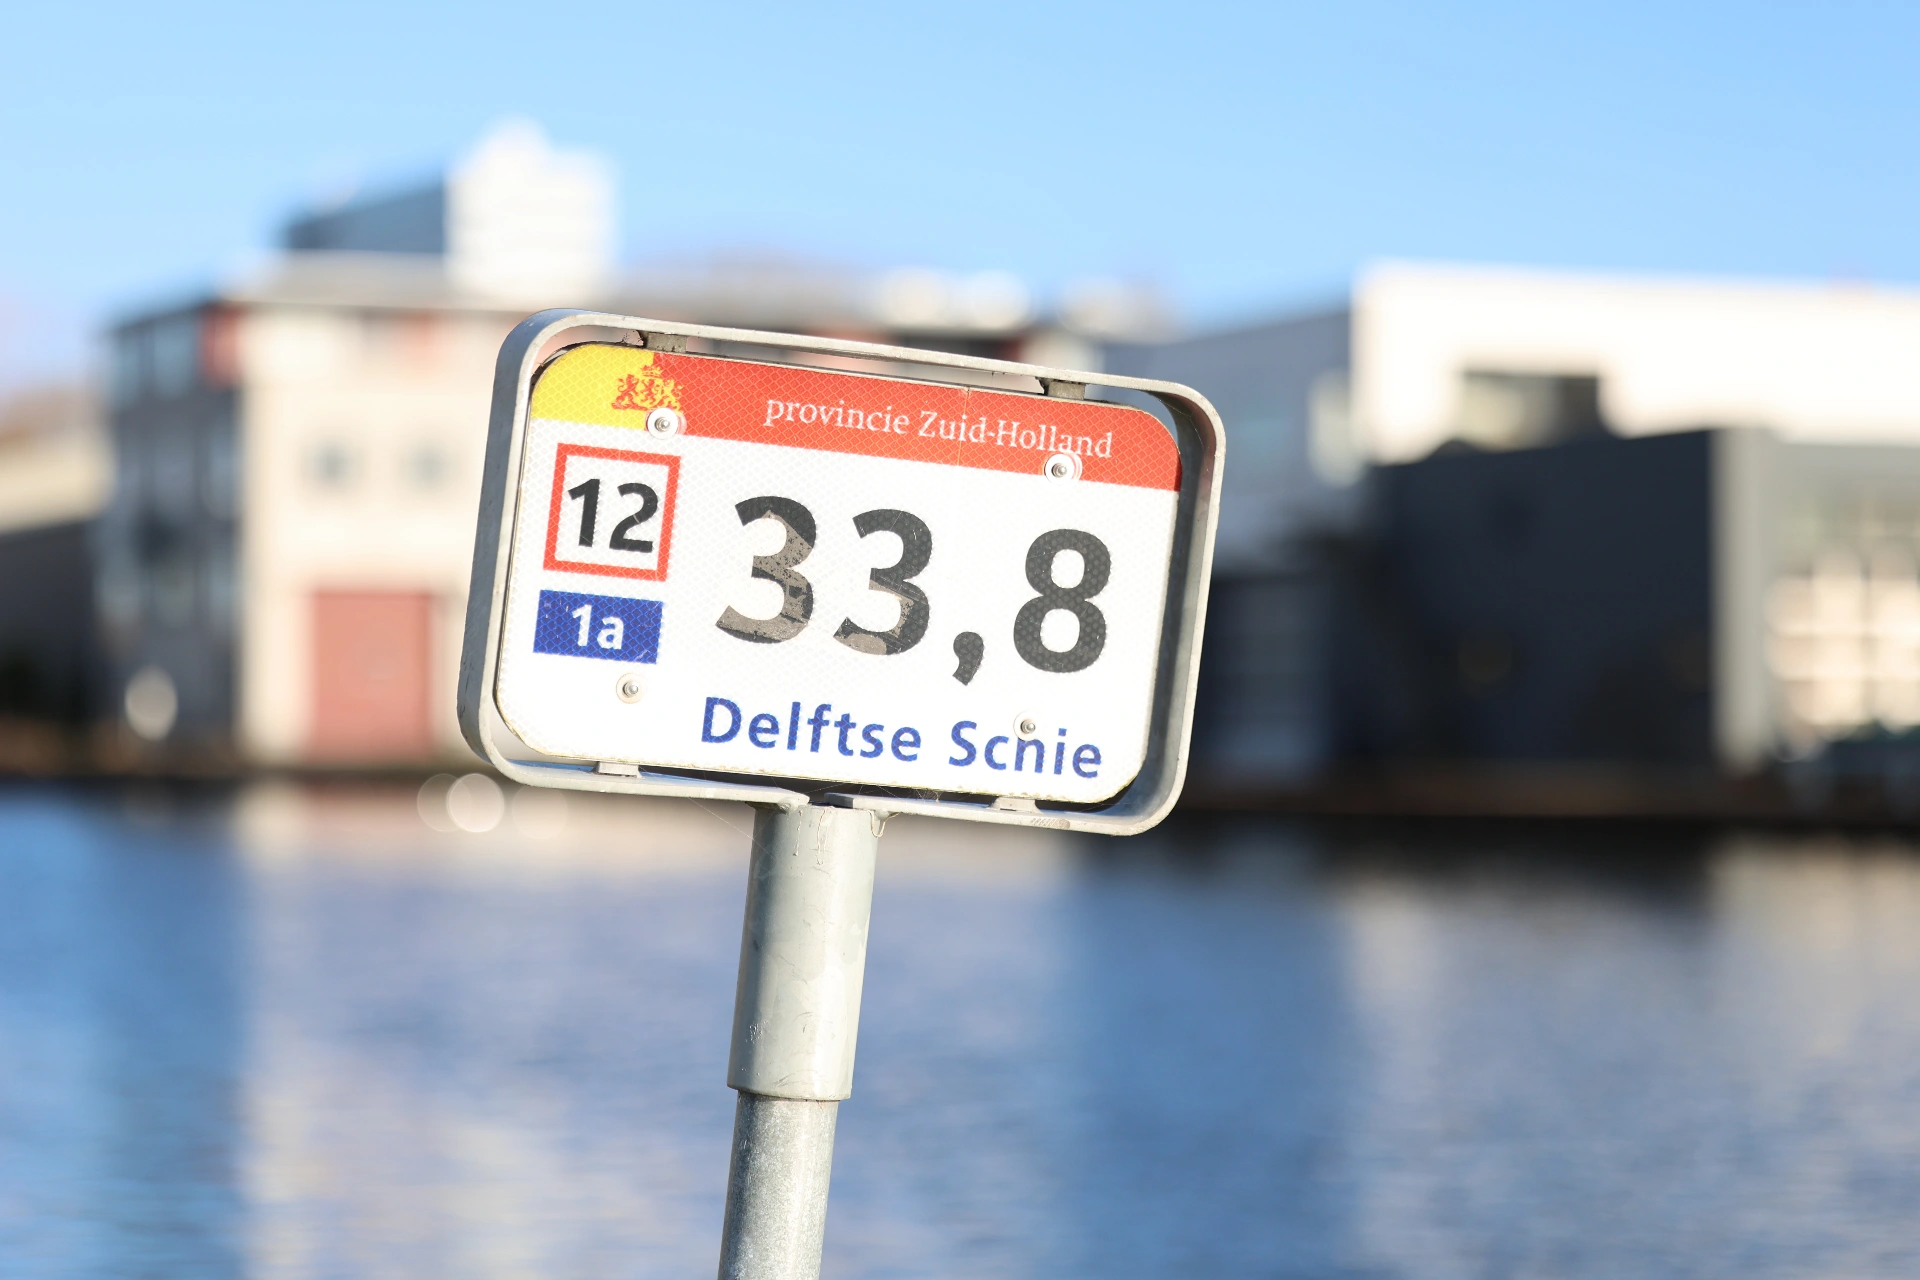 provincie Zuid-Holland
12
33,8
1a
Delftse Schie